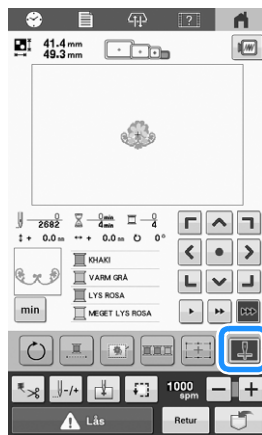 ?
41.4 mm
49.3 mm
0
2682
0 min
4 min
0
4
+ 0.0 mm + 0.0 mm 0°
KHAKI
VARM GRÅ
LYS ROSA
MEGET LYS ROSA
min
-/+
1000
spm
- +
Lås
Retur